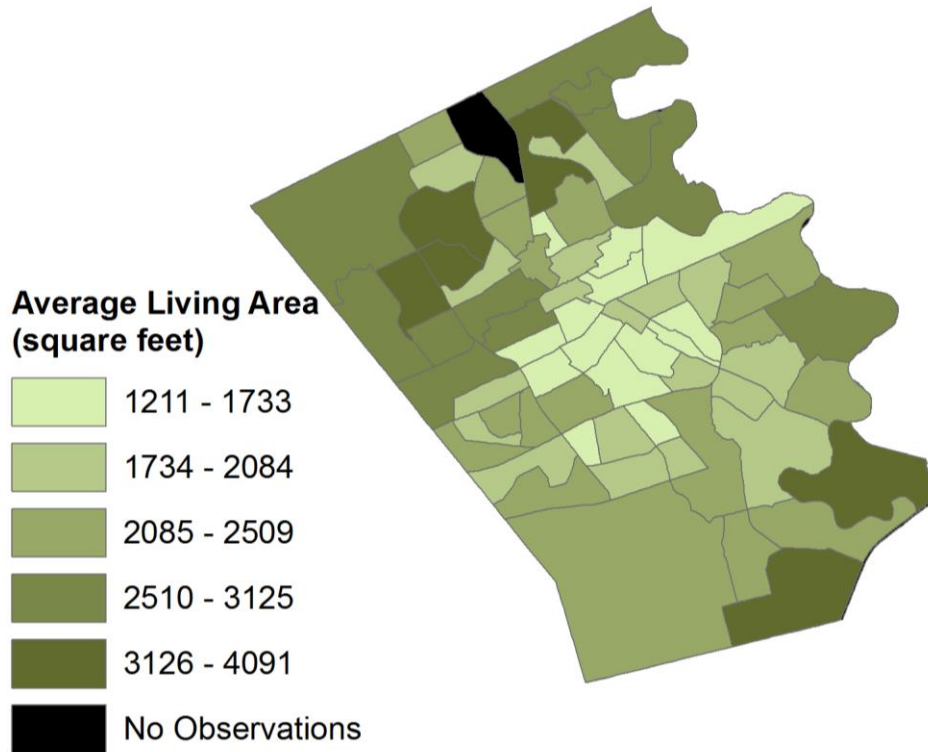 Average Living Area
(square feet)
1211 - 1733
1734 - 2084
2085 - 2509
2510 - 3125
3126 - 4091
No Observations